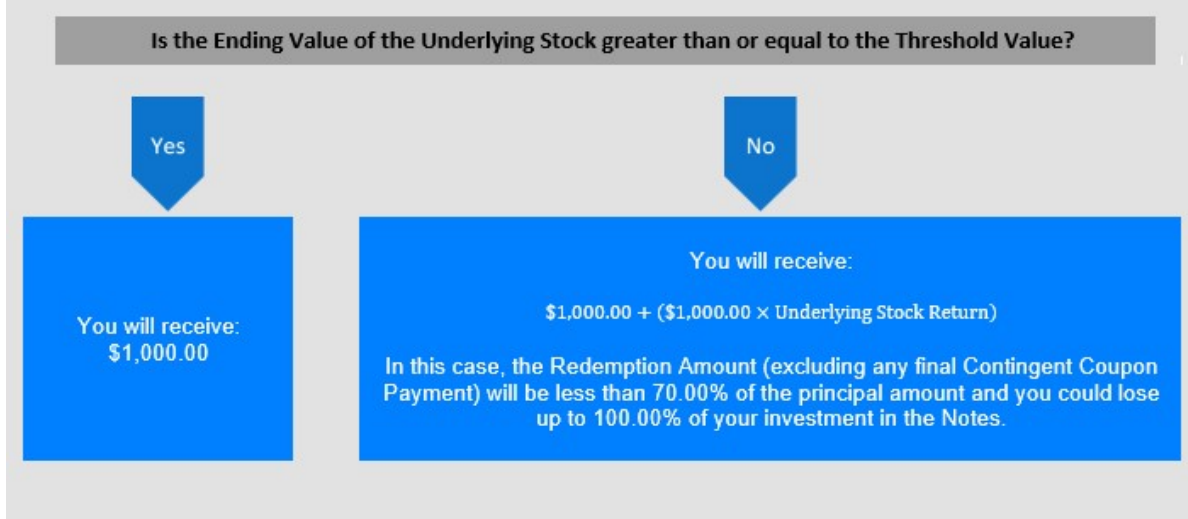 Is the Ending Value of the Underlying Stock greater than or equal to the Threshold Value?
Yes
No
You will receive:
$1,000.00
You will receive:
$1,000.00 + ($1,000.00 × Underlying Stock Return)
In this case, the Redemption Amount (excluding any final Contingent Coupon
Payment) will be less than 70.00% of the principal amount and you could lose
up to 100.00% of your investment in the Notes.